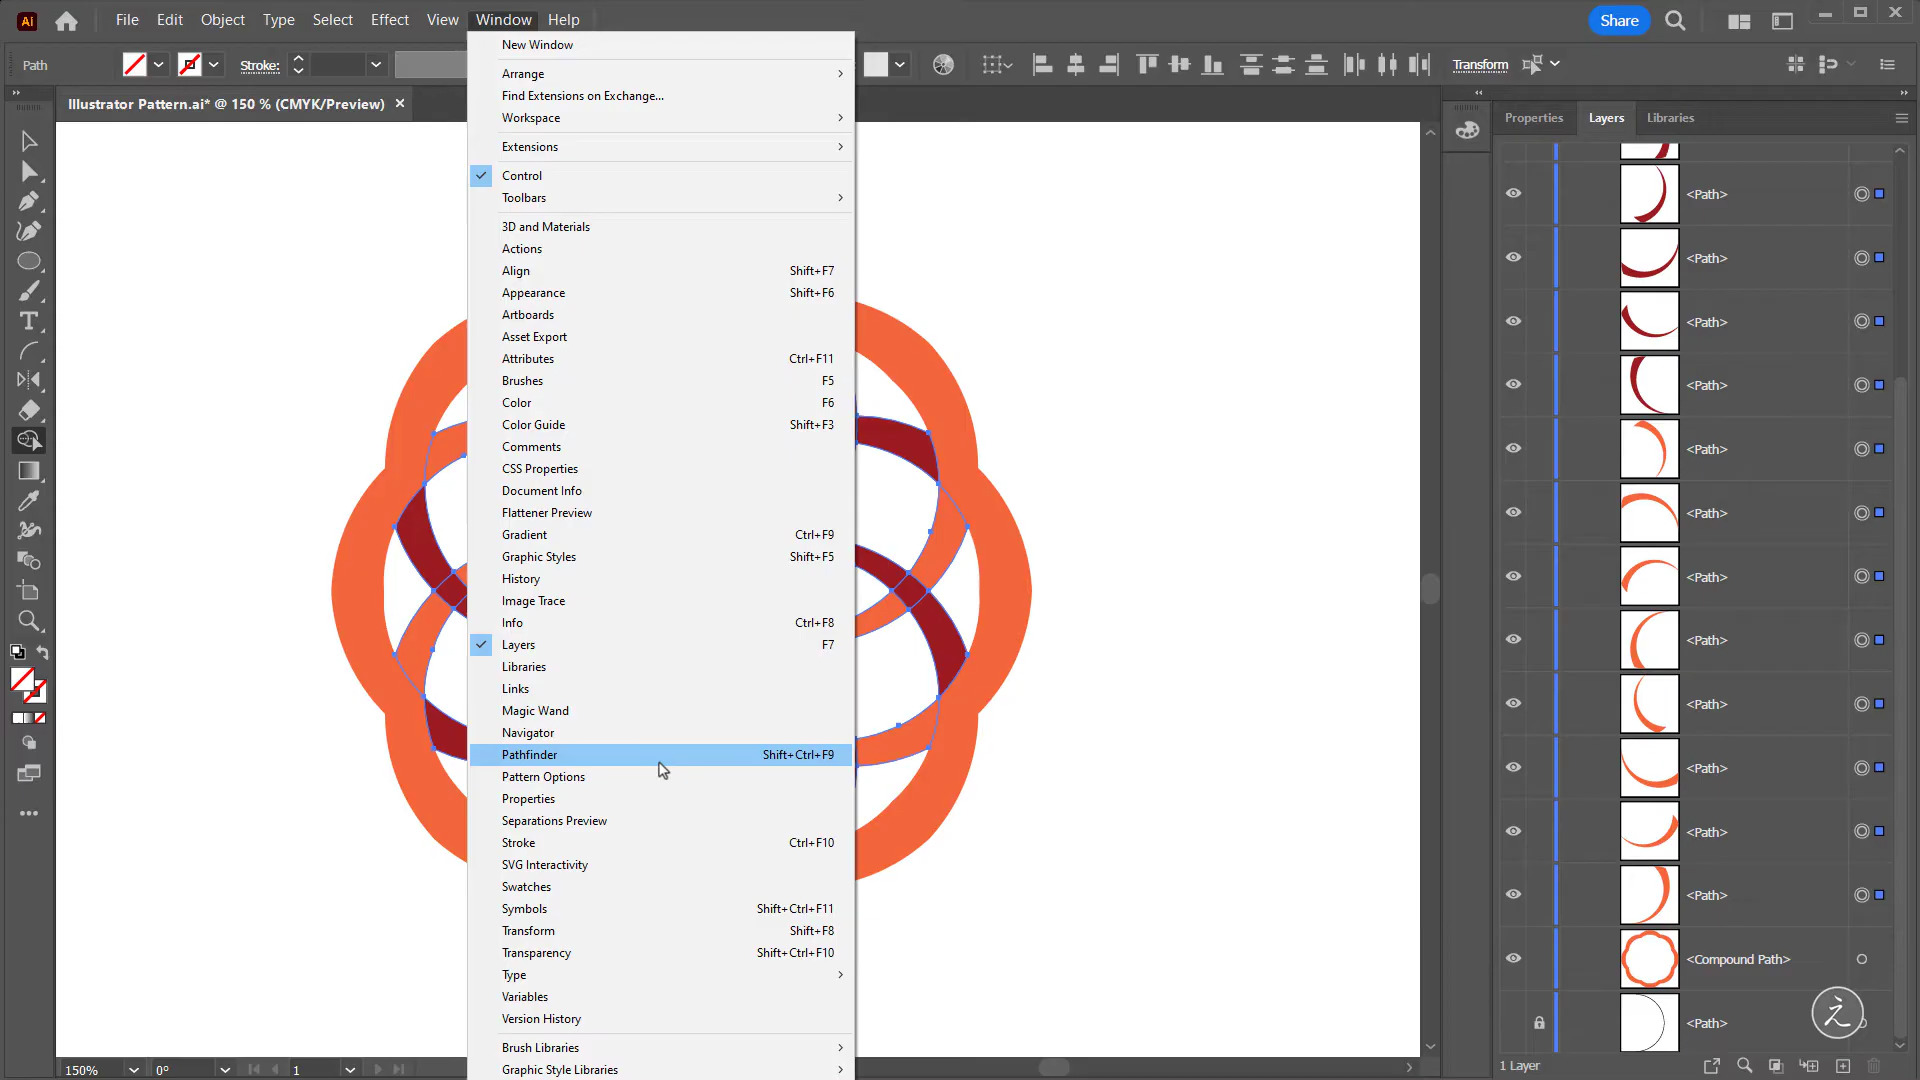 Ai
File Edit Object Type Select Effect View Window Help
Share
Path
Stroke:
Transform
Illustrator Pattern.ai* @ 150 % (CMYK/Preview)
New Window
Arrange
Find Extensions on Exchange...
Workspace
Extensions
Control
Toolbars
3D and Materials
Actions
Align Shift+F7
Appearance Shift+F6
Artboards
Asset Export
Attributes Ctrl+F11
Brushes F5
Color F6
Color Guide Shift+F3
Comments
CSS Properties
Document Info
Flattener Preview
Gradient Ctrl+F9
Graphic Styles Shift+F5
History
Image Trace
Info Ctrl+F8
Layers F7
Libraries
Links
Magic Wand
Navigator
Pathfinder Shift+Ctrl+F9
Pattern Options
Properties
Separations Preview
Stroke Ctrl+F10
SVG Interactivity
Swatches
Symbols Shift+Ctrl+F11
Transform Shift+F8
Transparency Shift+Ctrl+F10
Type
Variables
Version History
Brush Libraries
Graphic Style Libraries
Properties Layers Libraries
<Path>
<Path>
<Path>
<Path>
<Path>
<Path>
<Path>
<Path>
<Path>
<Path>
<Path>
<Path>
<Compound Path>
<Path>
之
150% 0° 1
1 Layer